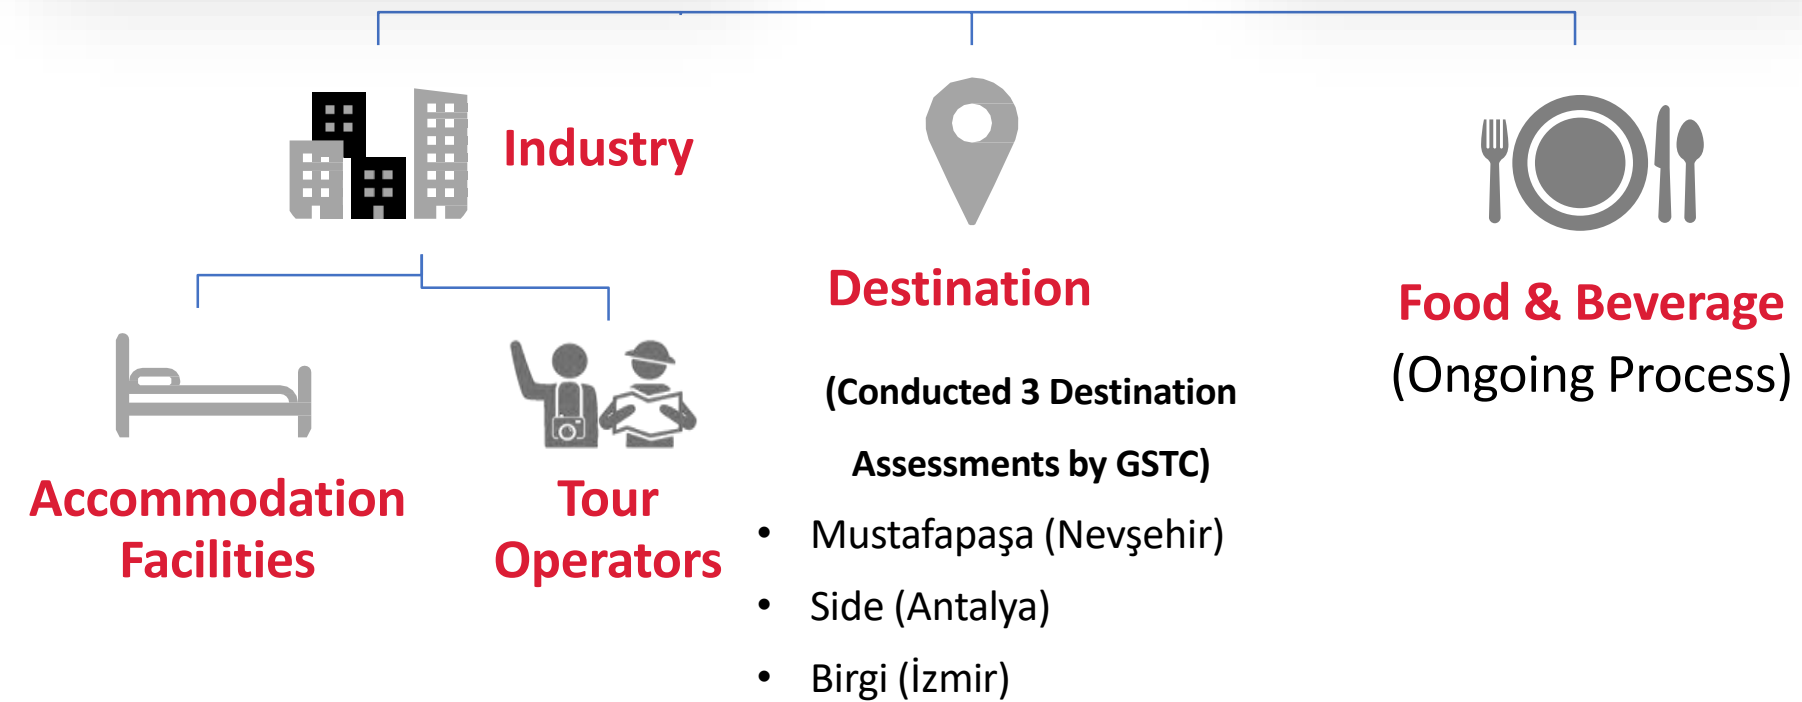 Industry
Accommodation
Facilities
Tour
Operators
Destination
(Conducted 3 Destination
Assessments by GSTC)
• Mustafapaşa (Nevşehir)
• Side (Antalya)
• Birgi (İzmir)
Food & Beverage
(Ongoing Process)